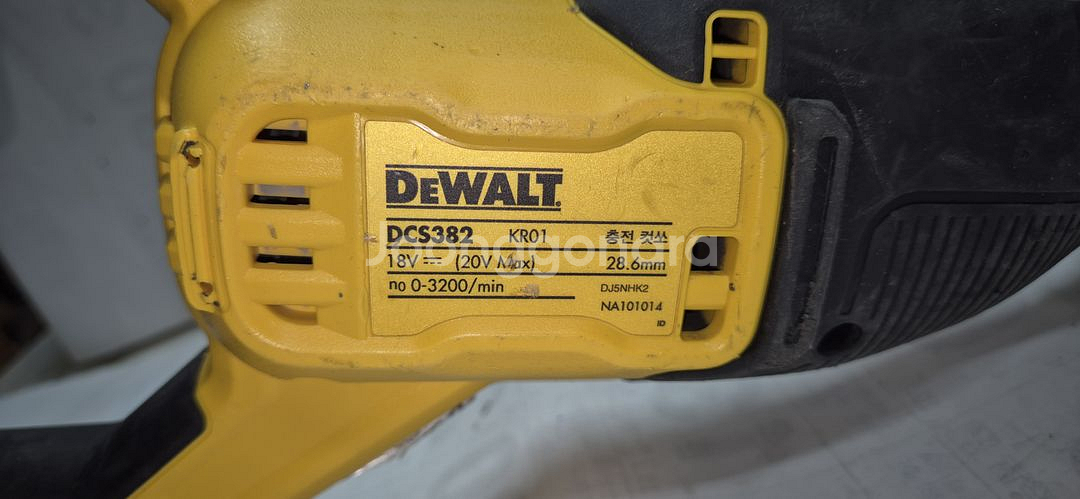 DEWALT.
DCS382 KR01 충전 컷쏘
Joonggonara
18V ⎓ (20V Max) 28.6mm
no 0-3200/min DJ5NHK2
NA101014
ID